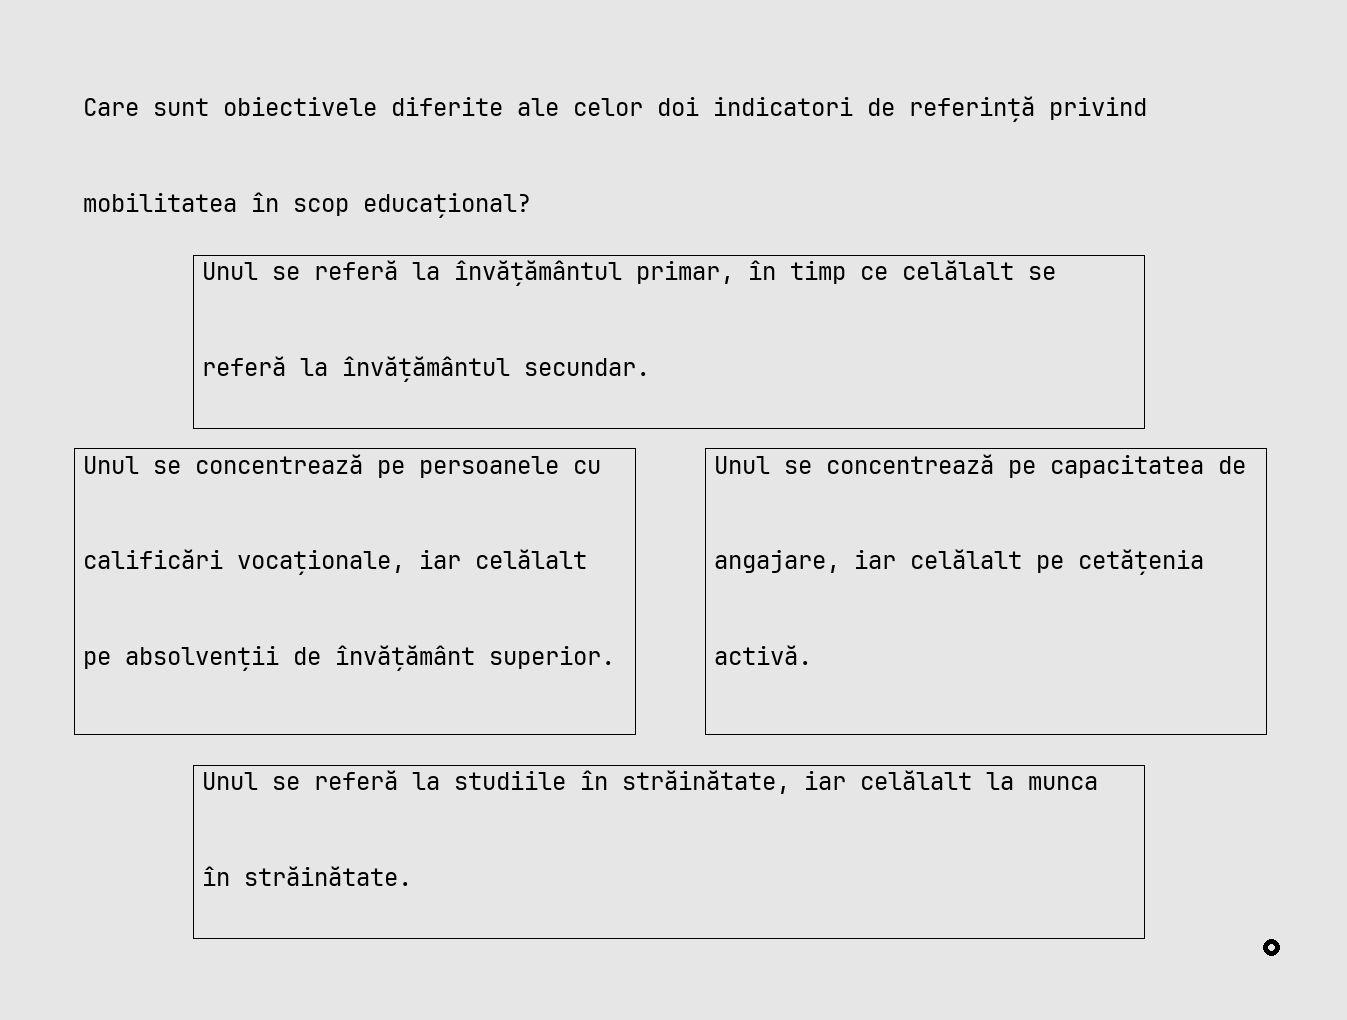 Care sunt obiectivele diferite ale celor doi indicatori de referință privind
mobilitatea în scop educațional?
Unul se referă la învățământul primar, în timp ce celălalt se
referă la învățământul secundar.
Unul se concentrează pe persoanele cu
calificări vocaționale, iar celălalt
pe absolvenții de învățământ superior.
Unul se concentrează pe capacitatea de
angajare, iar celălalt pe cetățenia
activă.
Unul se referă la studiile în străinătate, iar celălalt la munca
în străinătate.